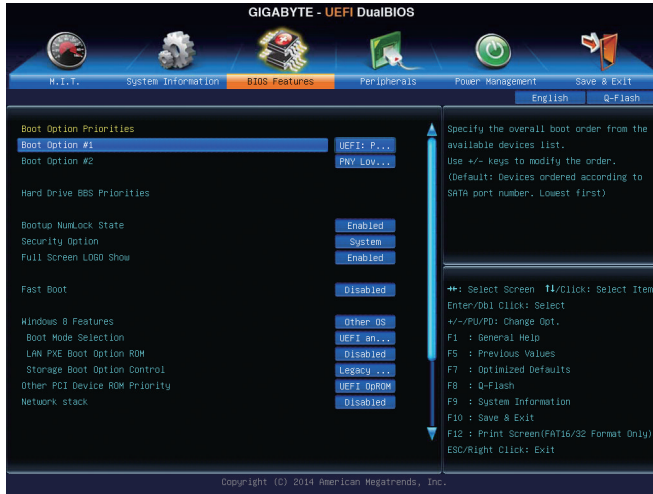 GIGABYTE - UEFI DualBIOS
M.I.T. System Information BIOS Features Peripherals Power Management Save & Exit
English Q-Flash
Boot Option Priorities
Boot Option #1 UEFI: P...
Boot Option #2 PNY Lov...
Hard Drive BBS Priorities
Bootup NumLock State Enabled
Security Option System
Full Screen LOGO Show Enabled
Fast Boot Disabled
Windows 8 Features Other OS
Boot Mode Selection UEFI an...
LAN PXE Boot Option ROM Disabled
Storage Boot Option Control Legacy ...
Other PCI Device ROM Priority UEFI OpROM
Network stack Disabled
Specify the overall boot order from the
available devices list.
Use +/- keys to modify the order.
(Default: Devices ordered according to
SATA port number. Lowest first)
→←: Select Screen ↑↓/Click: Select Item
Enter/Dbl Click: Select
+/-/PU/PD: Change Opt.
F1 : General Help
F5 : Previous Values
F7 : Optimized Defaults
F8 : Q-Flash
F9 : System Information
F10 : Save & Exit
F12 : Print Screen(FAT16/32 Format Only)
ESC/Right Click: Exit
Copyright (C) 2014 American Megatrends, Inc.